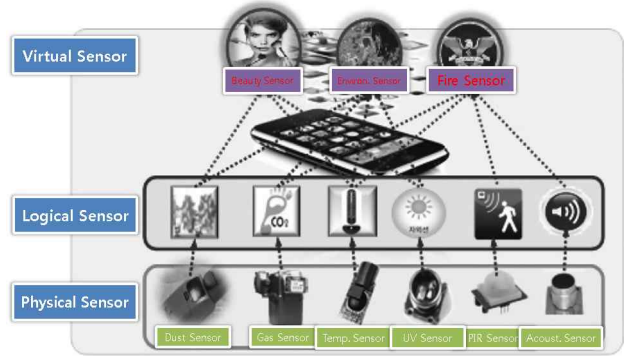 Virtual Sensor
Beauty Sensor
Environ. Sensor
Fire Sensor
Logical Sensor
CO₂
자외선
Physical Sensor
Dust Sensor
Gas Sensor
Temp. Sensor
UV Sensor
PIR Sensor
Acoust. Sensor